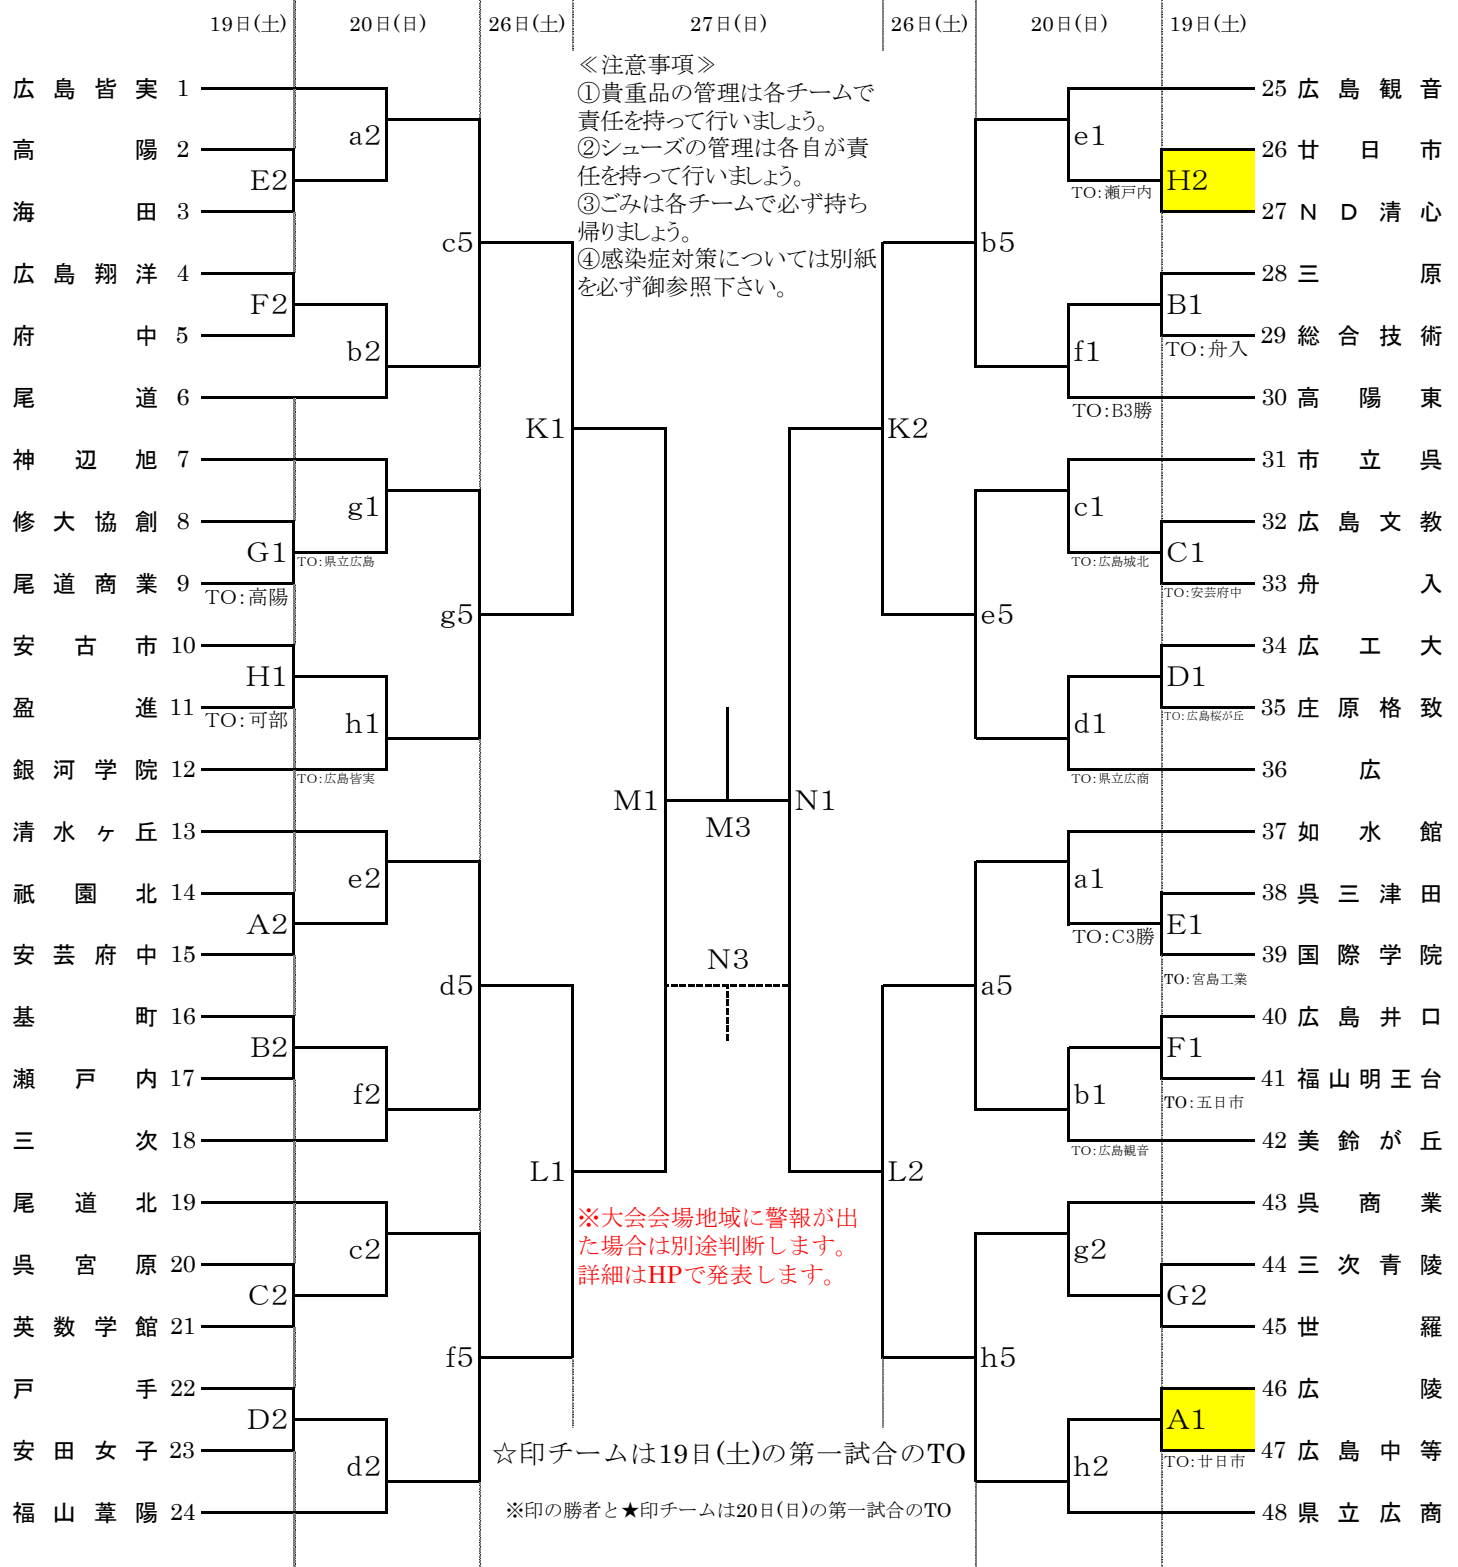 19日(土) 20日(日) 26日(土) 27日(日) 26日(土) 20日(日) 19日(土)
≪注意事項≫
①貴重品の管理は各チームで
責任を持って行いましょう。
②シューズの管理は各自が責
任を持って行いましょう。
③ごみは各チームで必ず持ち
帰りましょう。
④感染症対策については別紙
を必ず御参照下さい。
広島皆実 1
a2
高陽 2
E2
海田 3
c5
広島翔洋 4
F2
府中 5
b2
尾道 6
K1
神辺旭 7
g1
修大協創 8
G1
TO:県立広島
尾道商業 9
TO:高陽
g5
安古市 10
H1
盈進 11
TO:可部
h1
銀河学院 12
TO:広島皆実
M1
M3
N1
清水ヶ丘 13
e2
祇園北 14
A2
安芸府中 15
N3
d5
基町 16
B2
瀬戸内 17
f2
三次 18
L1
尾道北 19
c2
呉宮原 20
C2
英数学館 21
f5
戸手 22
D2
安田女子 23
d2
福山葦陽 24
25 広島観音
e1
26 廿日市
H2
TO:瀬戸内
27 ND清心
b5
28 三原
B1
29 総合技術
TO:舟入
f1
30 高陽東
TO:B3勝
K2
31 市立呉
c1
32 広島文教
C1
TO:広島城北
33 舟入
TO:安芸府中
e5
34 広工大
D1
35 庄原格致
TO:広島桜が丘
d1
36 広
TO:県立広商
37 如水館
a1
38 呉三津田
E1
TO:C3勝
39 国際学院
TO:宮島工業
a5
40 広島井口
F1
41 福山明王台
TO:五日市
b1
42 美鈴が丘
TO:広島観音
L2
43 呉商業
g2
44 三次青陵
G2
45 世羅
h5
46 広陵
A1
47 広島中等
TO:廿日市
h2
48 県立広商
※大会会場地域に警報が出
た場合は別途判断します。
詳細はHPで発表します。
☆印チームは19日(土)の第一試合のTO
※印の勝者と★印チームは20日(日)の第一試合のTO